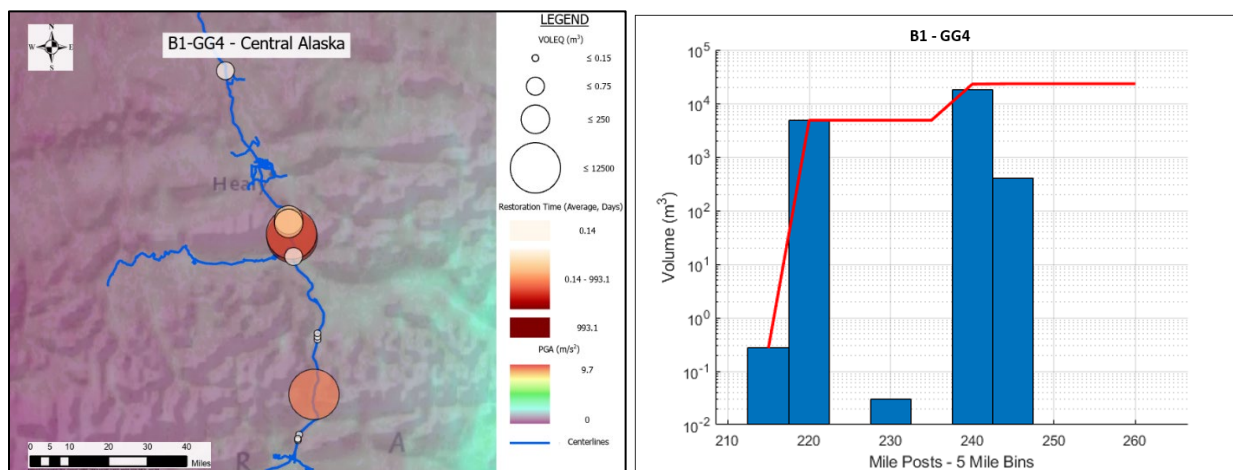 N
W E
S
B1-GG4 - Central Alaska
Healy
R
A
0 5 10 20 30 40
Miles
LEGEND
VOLEQ (m³)
≤ 0.15
≤ 0.75
≤ 250
≤ 12500
Restoration Time (Average, Days)
0.14
0.14 - 993.1
993.1
PGA (m/s²)
9.7
0
Centerlines
B1 - GG4
Volume (m³)
10⁵
10⁴
10³
10²
10¹
10⁰
10⁻¹
10⁻²
210 220 230 240 250 260
Mile Posts - 5 Mile Bins